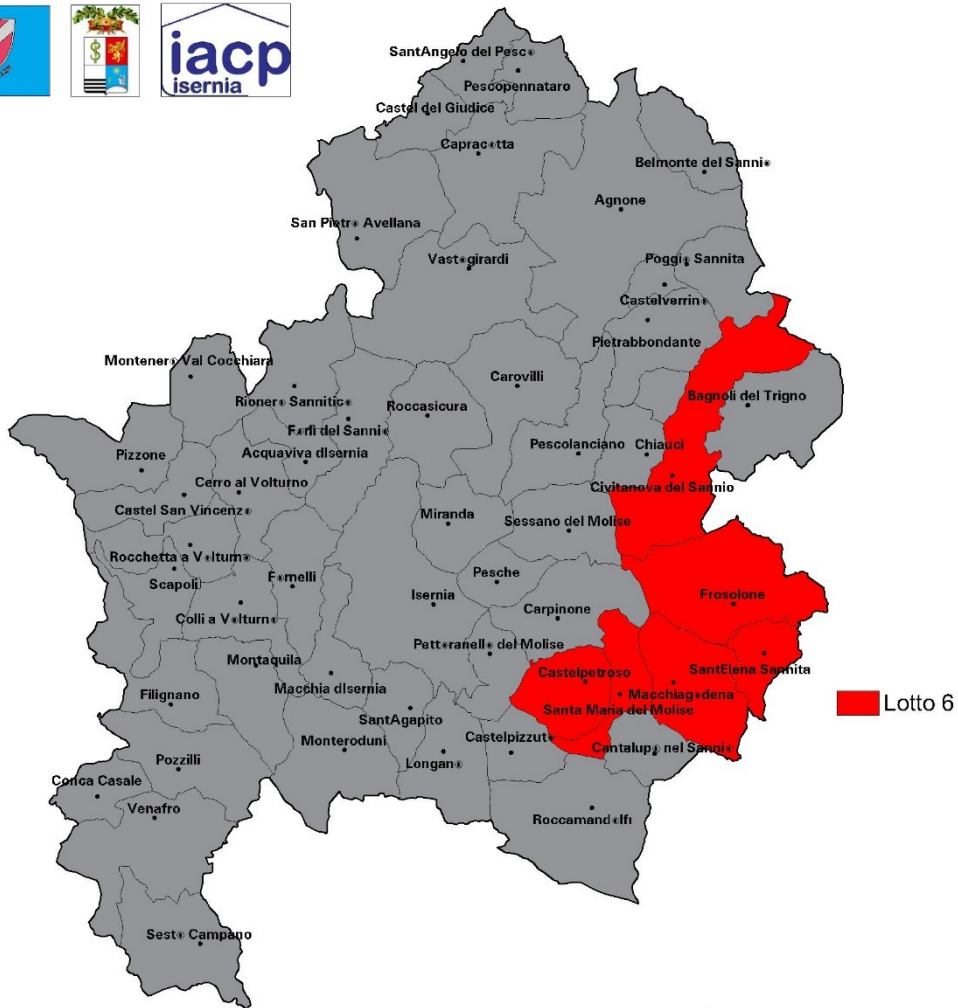 iacp
isernia
SantAngelo del Pesco
Pescopennataro
Castel del Giudice
Capracotta
Belmonte del Sannio
Agnone
San Pietro Avellana
Vastogirardi
Poggio Sannita
Castelverrino
Pietrabbondante
Montenero Val Cocchiara
Carovilli
Rionero Sannitico
Roccasicura
Bagnoli del Trigno
Forli del Sannio
Pescolanciano
Chiauci
Acquaviva dIsernia
Pizzone
Cerro al Volturno
Civitanova del Sannio
Castel San Vincenzo
Miranda
Sessano del Molise
Rocchetta a Volturno
Scapoli
Fornelli
Pesche
Isernia
Frosolone
Carpinone
Colli a Volturno
Pettoranello del Molise
Montaquila
Castelpetroso
SantElena Sannita
Macchia dIsernia
Filignano
Macchiagodena
Lotto 6
Santa Maria del Molise
SantAgapito
Castelpizzuto
Monteroduni
Cantalupo nel Sannio
Pozzilli
Longano
Conca Casale
Venafro
Roccamandolfi
Sesto Campano